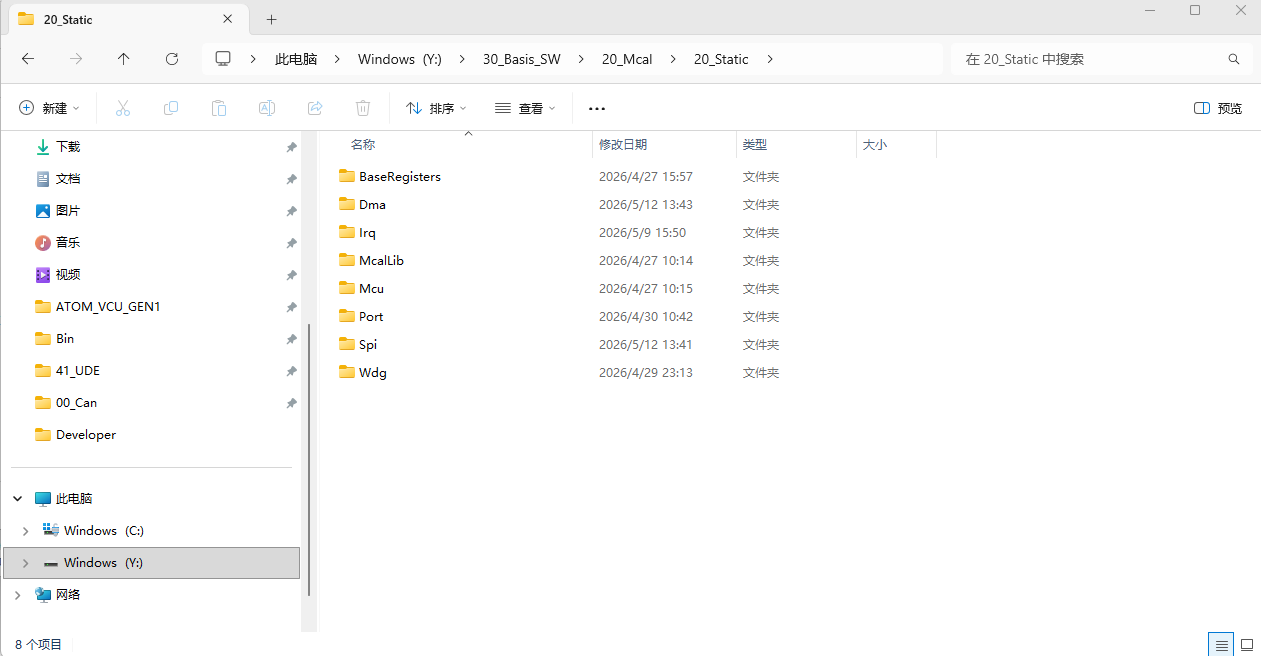 20_Static
此电脑 Windows (Y:) 30_Basis_SW 20_Mcal 20_Static 在 20_Static 中搜索
新建 排序 查看 预览
下载
文档
图片
音乐
视频
ATOM_VCU_GEN1
Bin
41_UDE
00_Can
Developer
此电脑
Windows (C:)
Windows (Y:)
网络
名称 修改日期 类型 大小
BaseRegisters 2026/4/27 15:57 文件夹
Dma 2026/5/12 13:43 文件夹
Irq 2026/5/9 15:50 文件夹
McalLib 2026/4/27 10:14 文件夹
Mcu 2026/4/27 10:15 文件夹
Port 2026/4/30 10:42 文件夹
Spi 2026/5/12 13:41 文件夹
Wdg 2026/4/29 23:13 文件夹
8 个项目